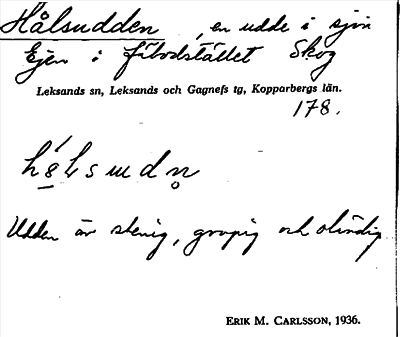 Hålsudden, en udde i sjön
Ejen i fäbodstället Skog
Leksands sn, Leksands och Gagnefs tg, Kopparbergs län.
178.
Udden är stenig, gropig och oländig
ERIK M. CARLSSON, 1936.